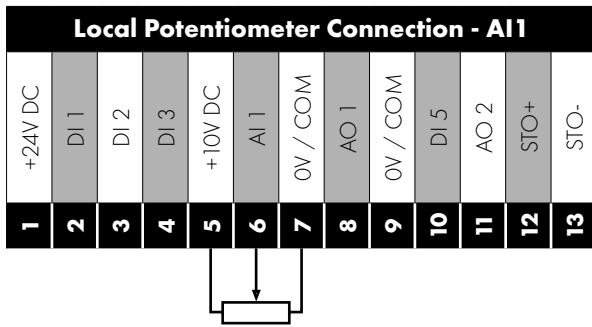 Local Potentiometer Connection - AI1
+24V DC
DI 1
DI 2
DI 3
+10V DC
AI 1
0V / COM
AO 1
0V / COM
DI 5
AO 2
STO+
STO-
1
2
3
4
5
6
7
8
9
10
11
12
13